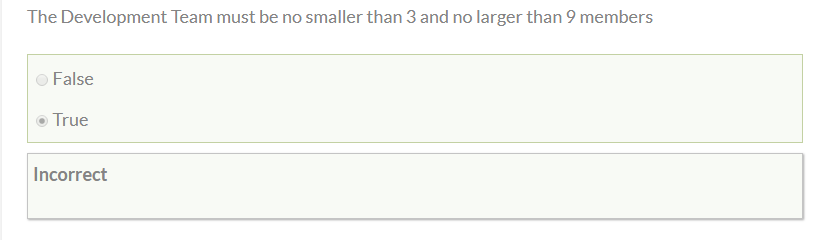 The Development Team must be no smaller than 3 and no larger than 9 members
False
True
Incorrect